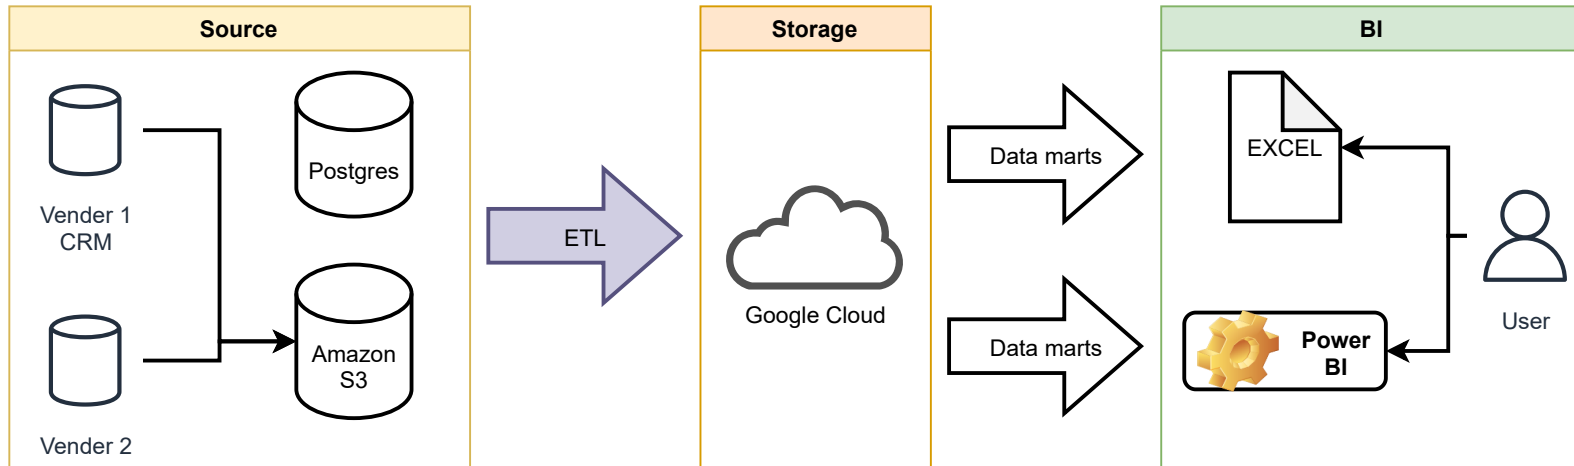 Source
Storage
BI
Vender 1
CRM
Postgres
Vender 2
Amazon
S3
ETL
Google Cloud
Data marts
Data marts
EXCEL
Power
BI
User